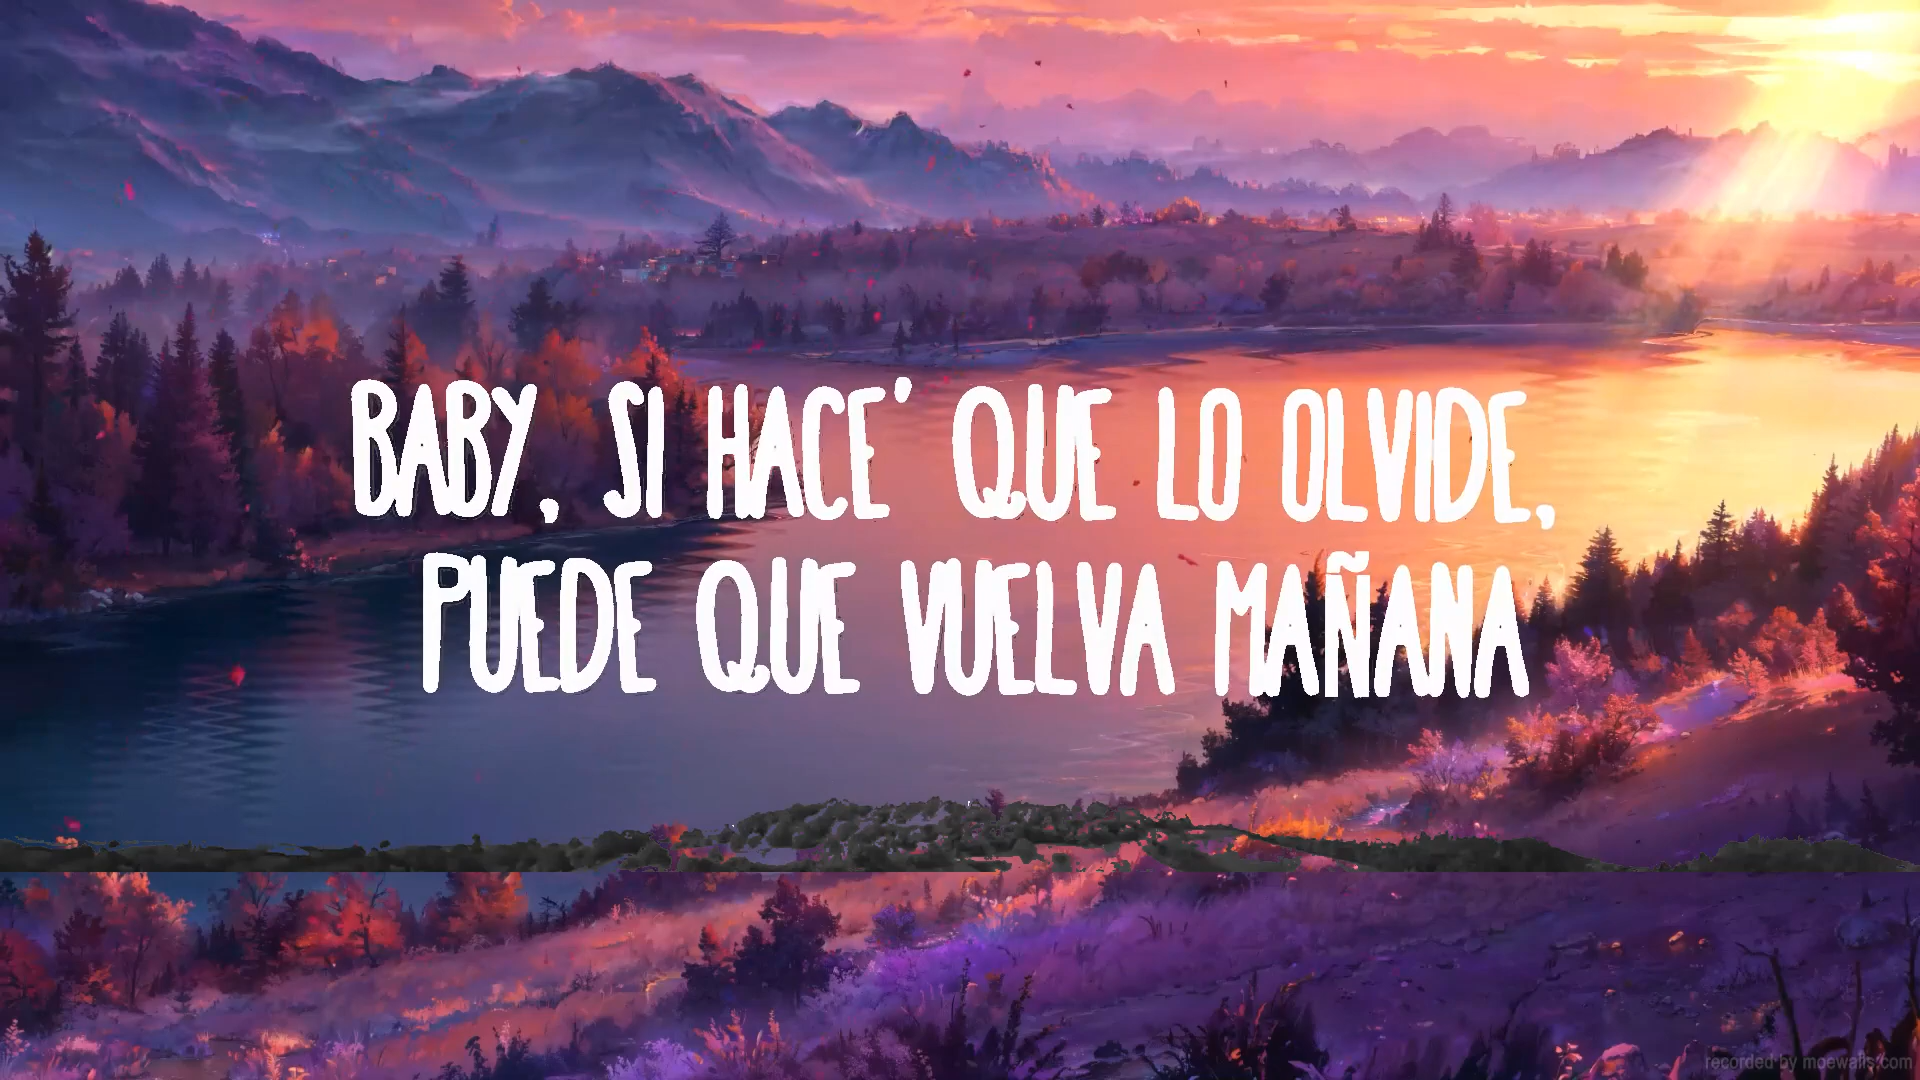 BABY, SI HACE' QUE LO OLVIDE,
PUEDE QUE VUELVA MAÑANA
recorded by moewalls.com